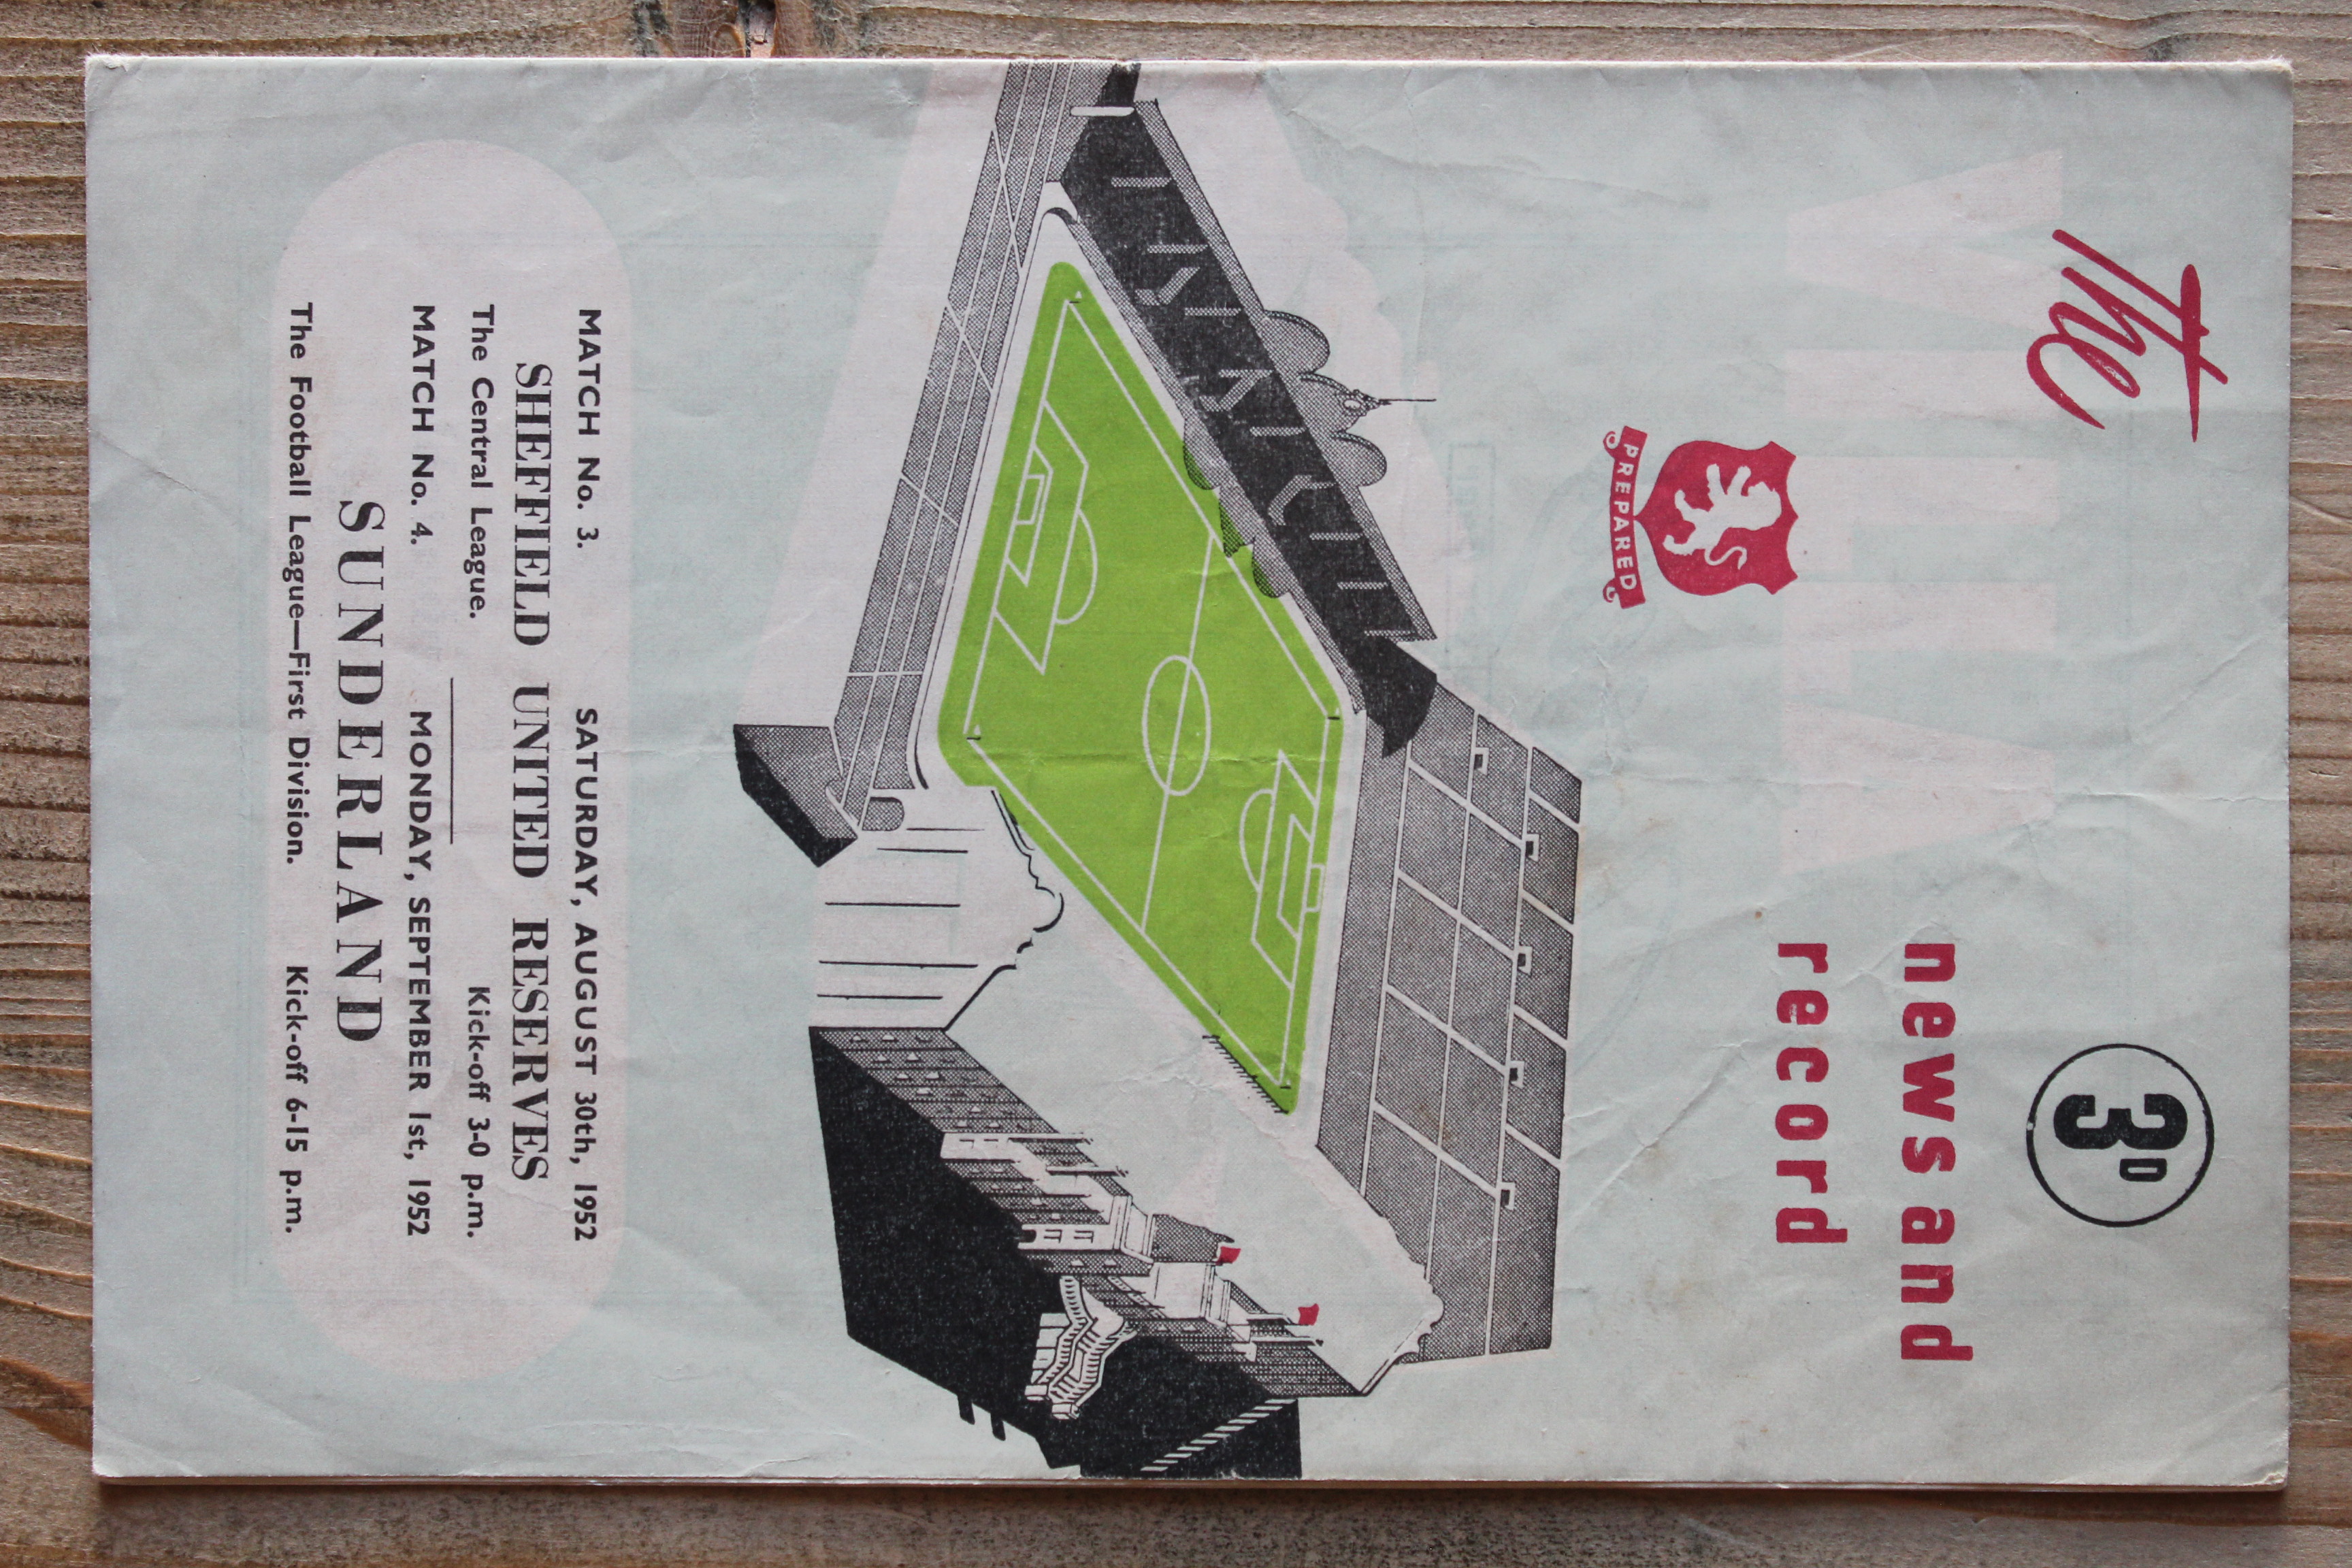 The
3D
VILLA
news and
record
PREPARED
MATCH No. 3. SATURDAY, AUGUST 30th, 1952
SHEFFIELD UNITED RESERVES
The Central League. Kick-off 3-0 p.m.
MATCH No. 4. MONDAY, SEPTEMBER 1st, 1952
SUNDERLAND
The Football League—First Division. Kick-off 6-15 p.m.